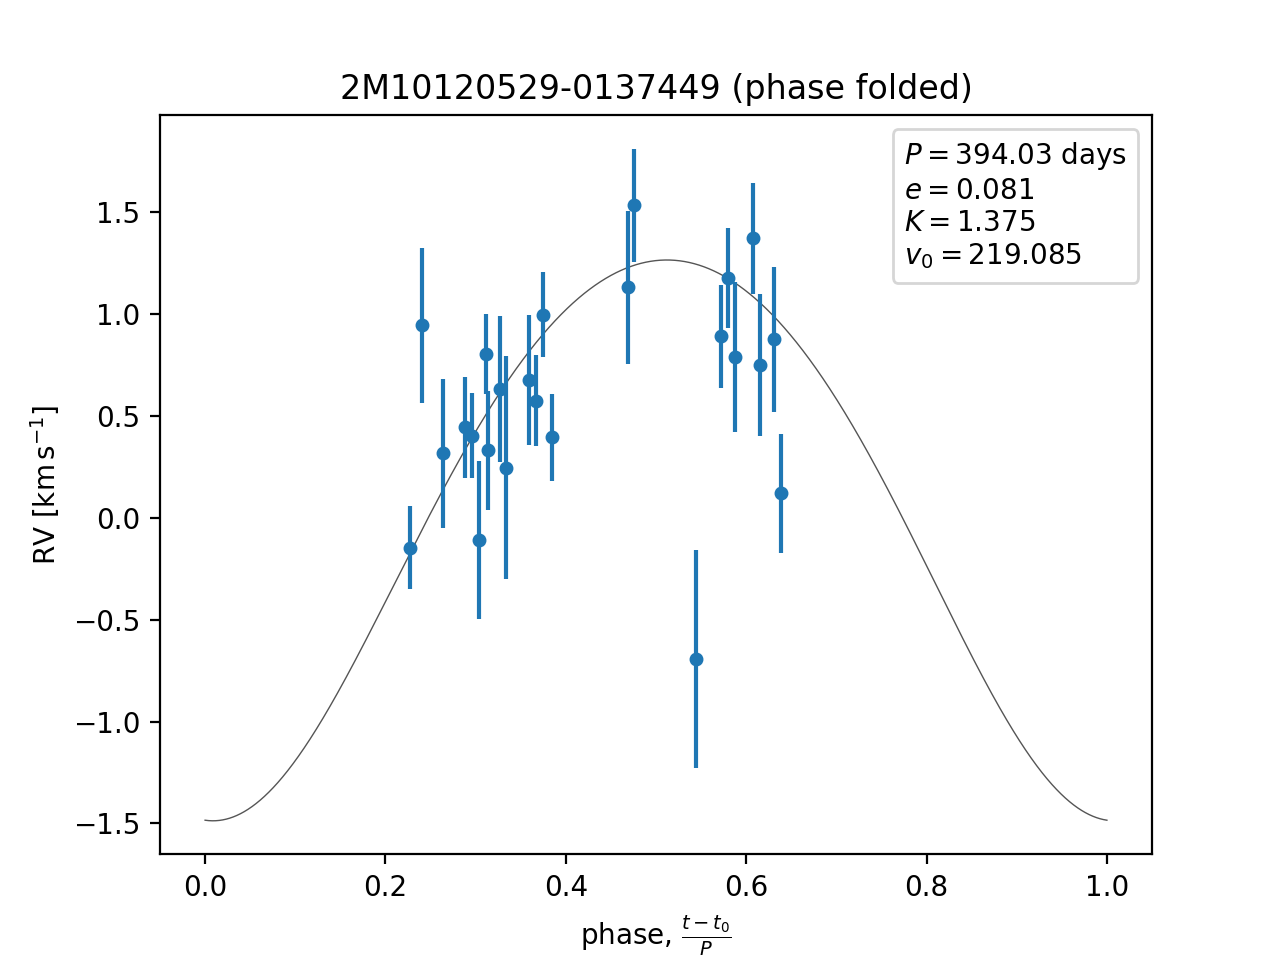 2M10120529-0137449 (phase folded)
P = 394.03 days
e = 0.081
K = 1.375
v₀ = 219.085
RV [km s⁻¹]
1.5
1.0
0.5
0.0
−0.5
−1.0
−1.5
0.0 0.2 0.4 0.6 0.8 1.0
phase, (t − t₀)/P